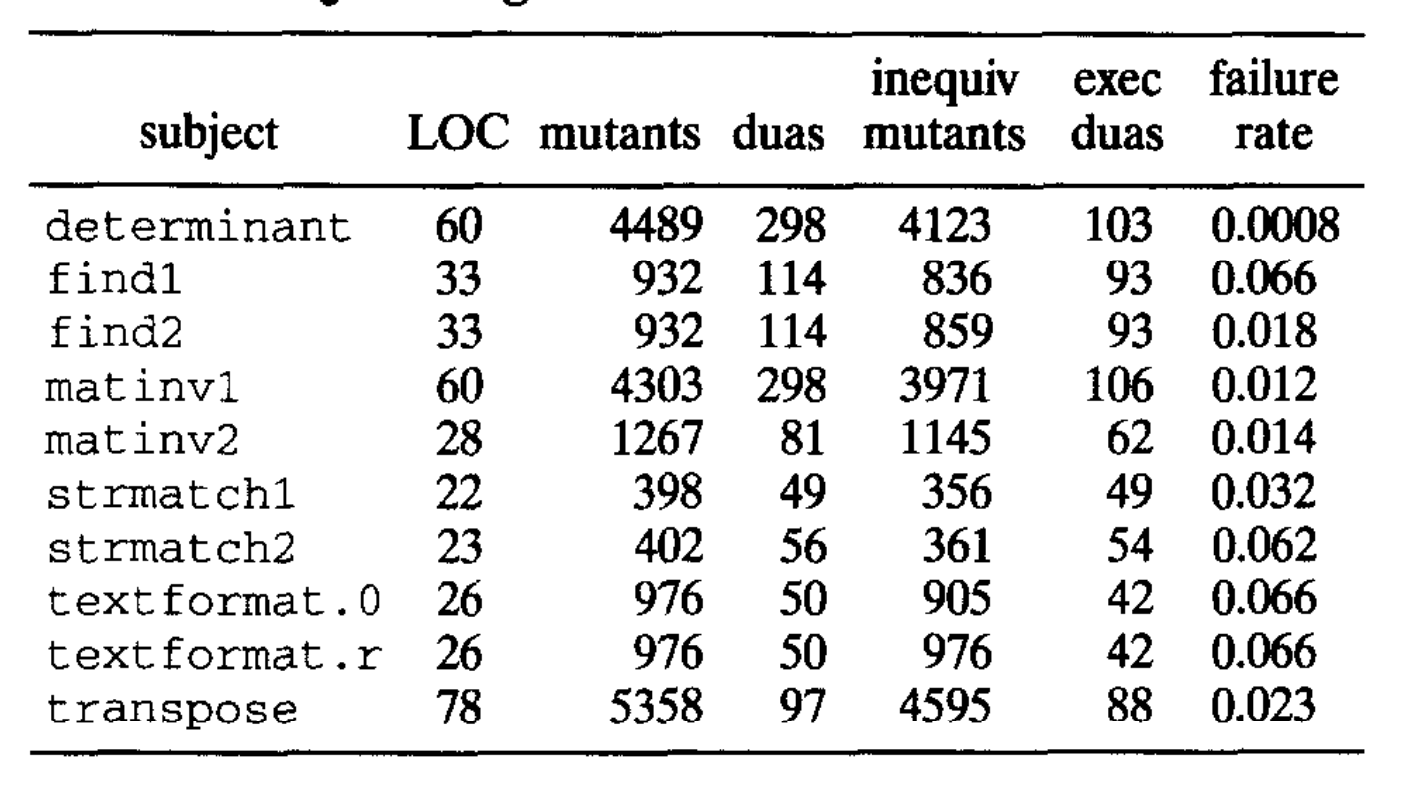 inequiv exec failure
subject LOC mutants duas mutants duas rate
determinant 60 4489 298 4123 103 0.0008
find1 33 932 114 836 93 0.066
find2 33 932 114 859 93 0.018
matinv1 60 4303 298 3971 106 0.012
matinv2 28 1267 81 1145 62 0.014
strmatch1 22 398 49 356 49 0.032
strmatch2 23 402 56 361 54 0.062
textformat.0 26 976 50 905 42 0.066
textformat.r 26 976 50 976 42 0.066
transpose 78 5358 97 4595 88 0.023